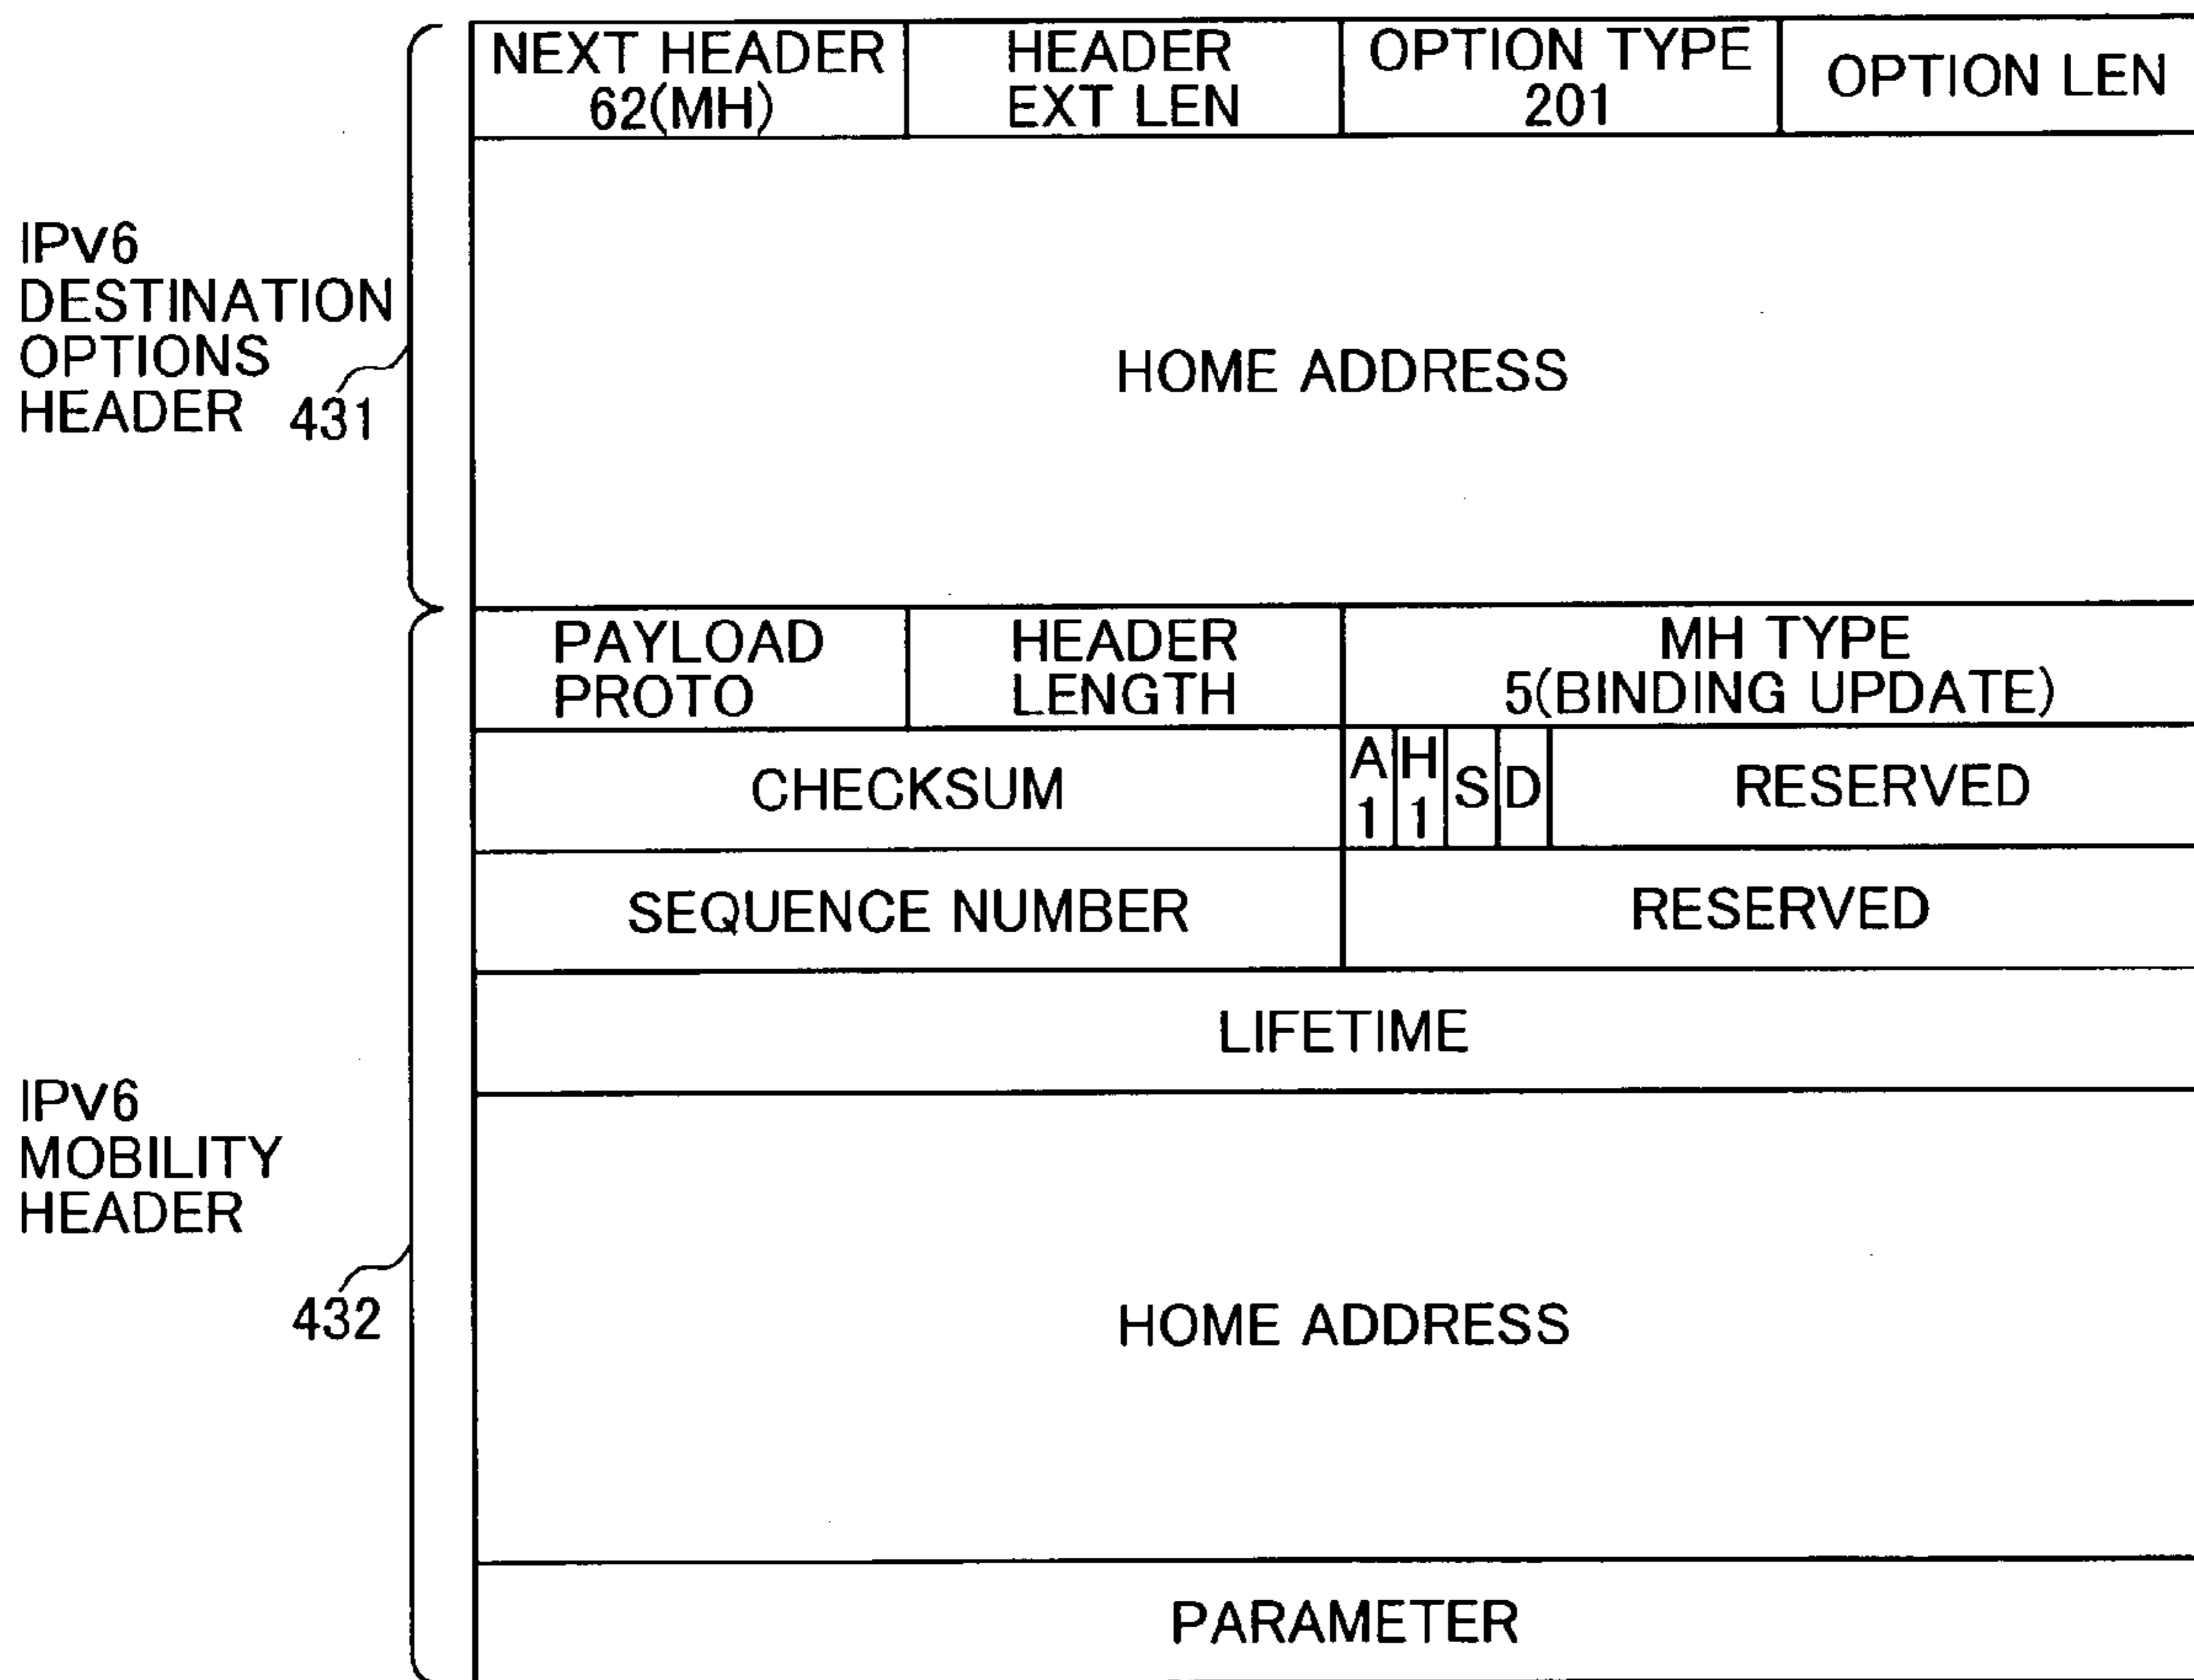 NEXT HEADER
62(MH)
HEADER
EXT LEN
OPTION TYPE
201
OPTION LEN
IPV6
DESTINATION
OPTIONS
HEADER 431
HOME ADDRESS
PAYLOAD
PROTO
HEADER
LENGTH
MH TYPE
5(BINDING UPDATE)
CHECKSUM
A
1
H
1
S
D
RESERVED
SEQUENCE NUMBER
RESERVED
LIFETIME
IPV6
MOBILITY
HEADER
432
HOME ADDRESS
PARAMETER